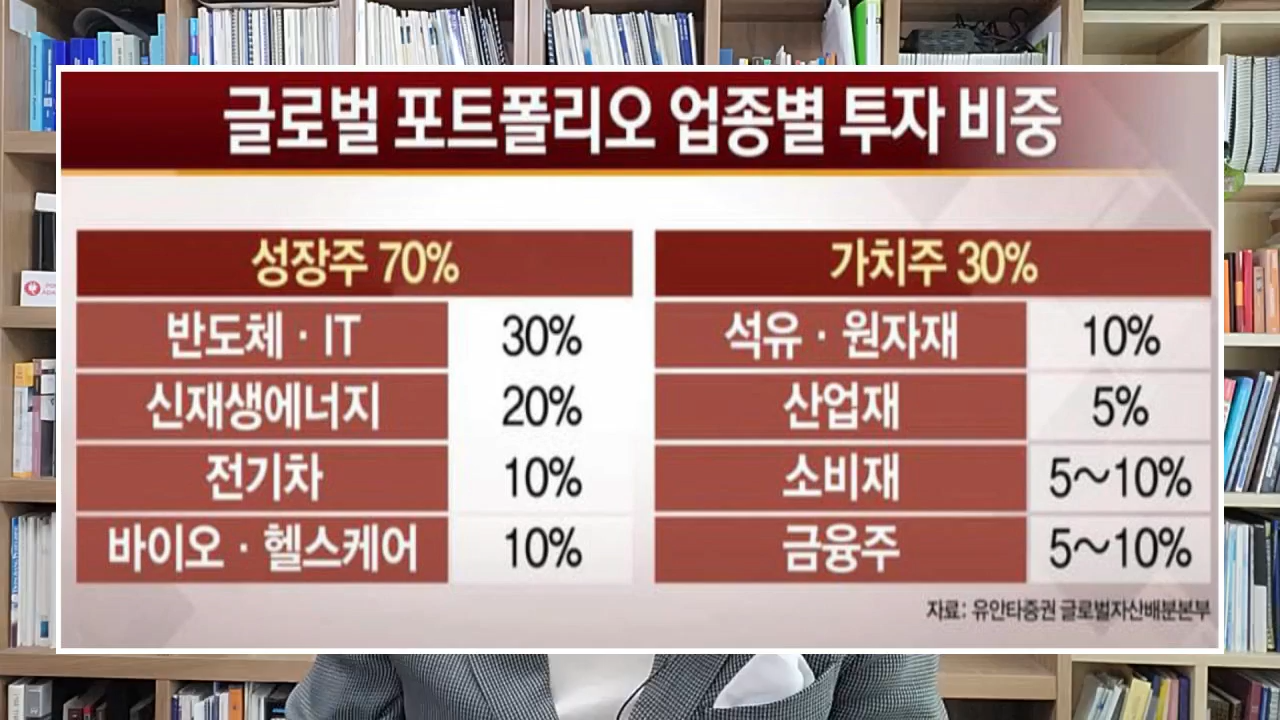 글로벌 포트폴리오 업종별 투자 비중
성장주 70%
반도체 · IT 30%
신재생에너지 20%
전기차 10%
바이오 · 헬스케어 10%
가치주 30%
석유 · 원자재 10%
산업재 5%
소비재 5~10%
금융주 5~10%
자료: 유안타증권 글로벌자산배분본부